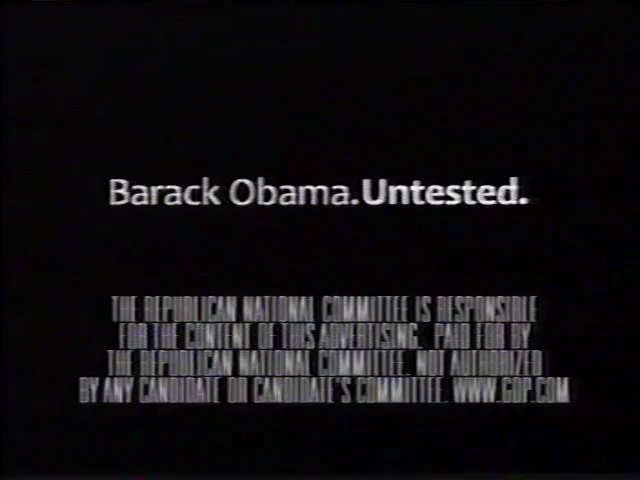 Barack Obama. Untested.
THE REPUBLICAN NATIONAL COMMITTEE IS RESPONSIBLE
FOR THE CONTENT OF THIS ADVERTISING. PAID FOR BY
THE REPUBLICAN NATIONAL COMMITTEE. NOT AUTHORIZED
BY ANY CANDIDATE OR CANDIDATE'S COMMITTEE. WWW.GOP.COM